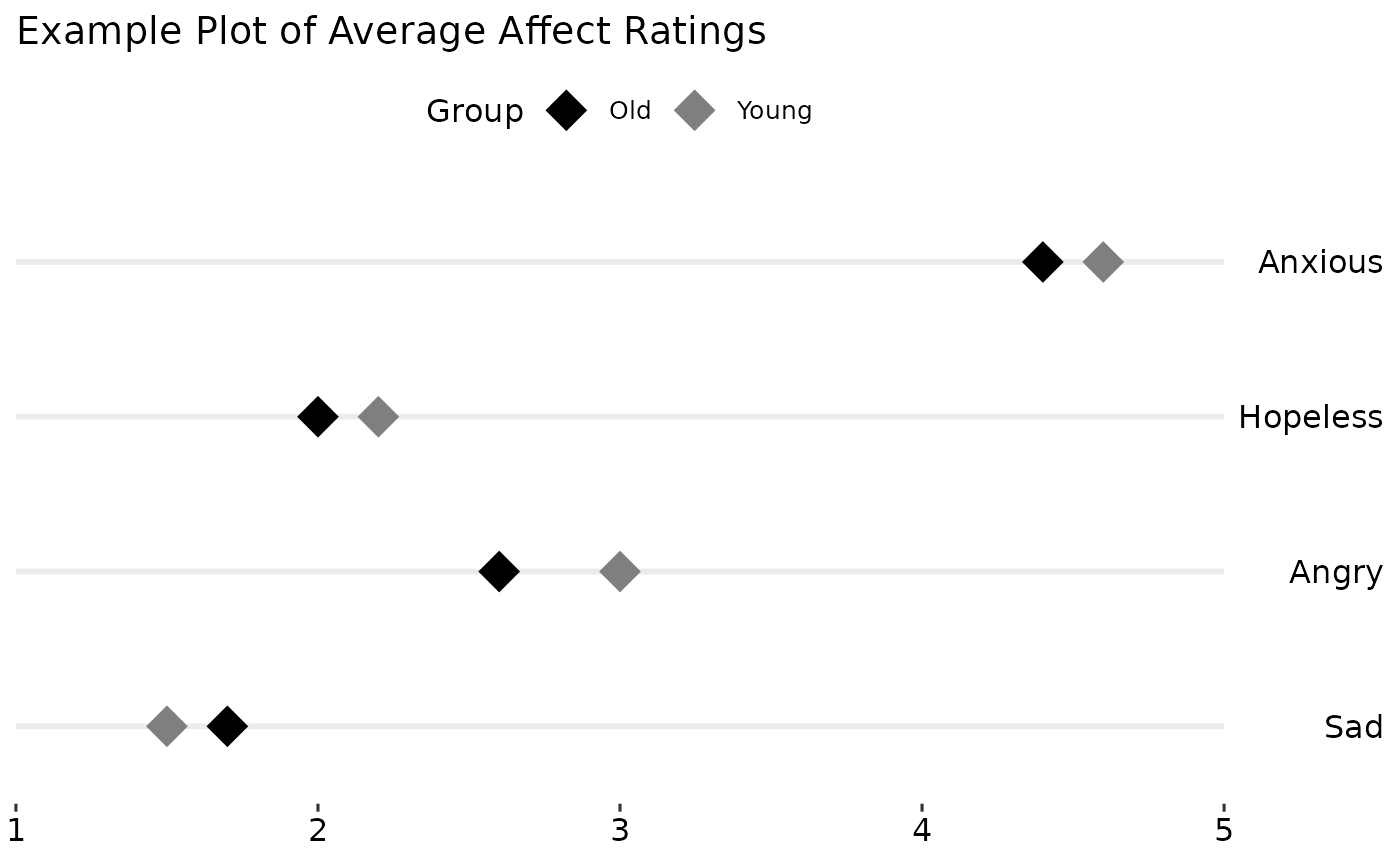 Example Plot of Average Affect Ratings
Group Old Young
Anxious
Hopeless
Angry
Sad
1 2 3 4 5